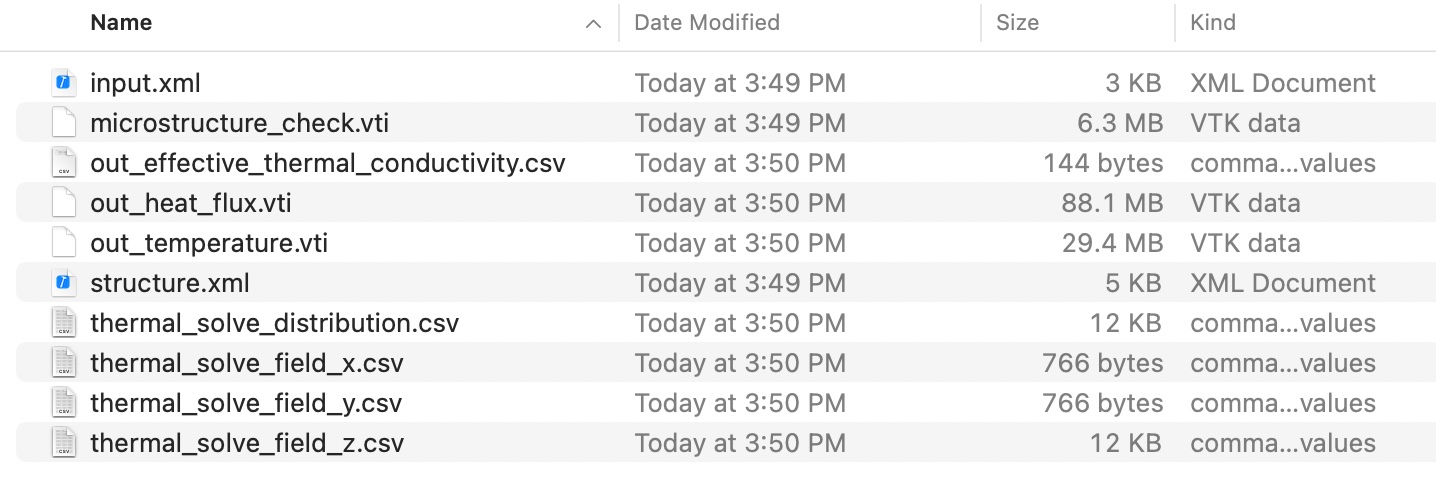 Name Date Modified Size Kind
input.xml Today at 3:49 PM 3 KB XML Document
microstructure_check.vti Today at 3:49 PM 6.3 MB VTK data
out_effective_thermal_conductivity.csv Today at 3:50 PM 144 bytes comma...values
out_heat_flux.vti Today at 3:50 PM 88.1 MB VTK data
out_temperature.vti Today at 3:50 PM 29.4 MB VTK data
structure.xml Today at 3:49 PM 5 KB XML Document
thermal_solve_distribution.csv Today at 3:50 PM 12 KB comma...values
thermal_solve_field_x.csv Today at 3:50 PM 766 bytes comma...values
thermal_solve_field_y.csv Today at 3:50 PM 766 bytes comma...values
thermal_solve_field_z.csv Today at 3:50 PM 12 KB comma...values